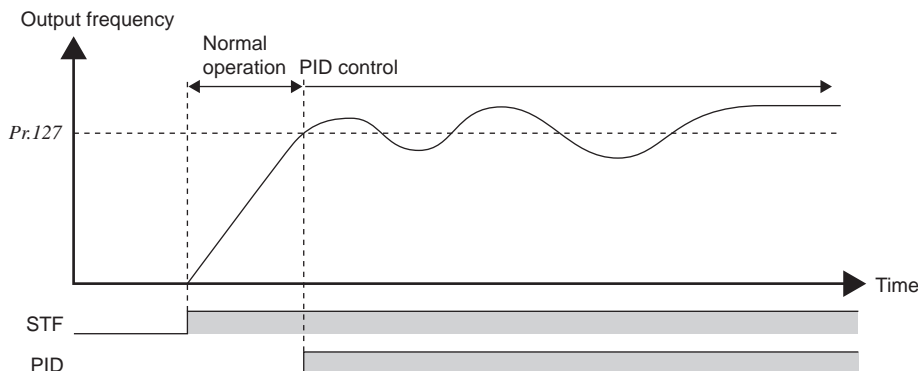 Output frequency
Normal
operation
PID control
Pr.127
Time
STF
PID